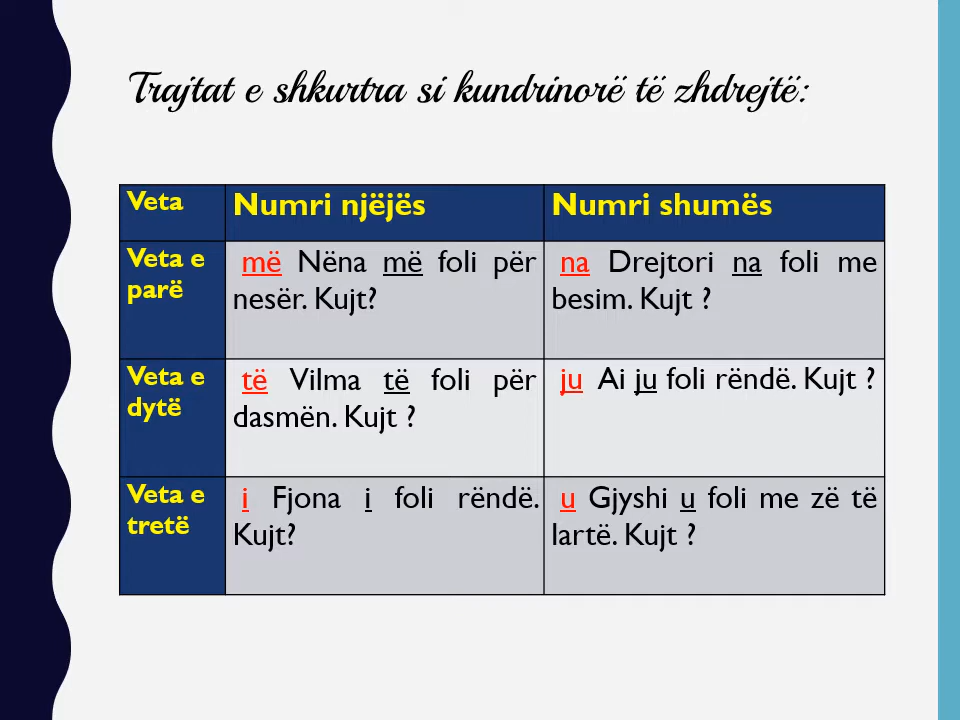 Trajtat e shkurtra si kundrinorë të zhdrejtë:
Veta
Numri njëjës
Numri shumës
Veta e
parë
më Nëna më foli për
nesër. Kujt?
na Drejtori na foli me
besim. Kujt ?
Veta e
dytë
të Vilma të foli për
dasmën. Kujt ?
ju Ai ju foli rëndë. Kujt ?
Veta e
tretë
i Fjona i foli rëndë.
Kujt?
u Gjyshi u foli me zë të
lartë. Kujt ?